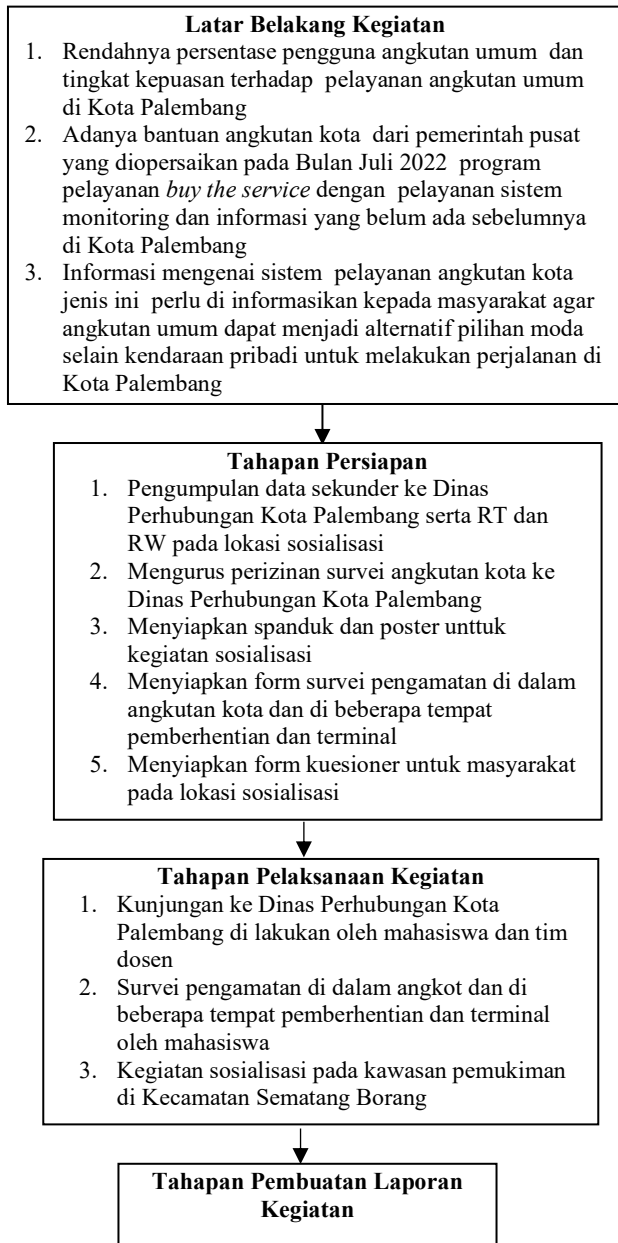 Latar Belakang Kegiatan
1. Rendahnya persentase pengguna angkutan umum dan
tingkat kepuasan terhadap pelayanan angkutan umum
di Kota Palembang
2. Adanya bantuan angkutan kota dari pemerintah pusat
yang diopersaikan pada Bulan Juli 2022 program
pelayanan buy the service dengan pelayanan sistem
monitoring dan informasi yang belum ada sebelumnya
di Kota Palembang
3. Informasi mengenai sistem pelayanan angkutan kota
jenis ini perlu di informasikan kepada masyarakat agar
angkutan umum dapat menjadi alternatif pilihan moda
selain kendaraan pribadi untuk melakukan perjalanan di
Kota Palembang
Tahapan Persiapan
1. Pengumpulan data sekunder ke Dinas
Perhubungan Kota Palembang serta RT dan
RW pada lokasi sosialisasi
2. Mengurus perizinan survei angkutan kota ke
Dinas Perhubungan Kota Palembang
3. Menyiapkan spanduk dan poster unttuk
kegiatan sosialisasi
4. Menyiapkan form survei pengamatan di dalam
angkutan kota dan di beberapa tempat
pemberhentian dan terminal
5. Menyiapkan form kuesioner untuk masyarakat
pada lokasi sosialisasi
Tahapan Pelaksanaan Kegiatan
1. Kunjungan ke Dinas Perhubungan Kota
Palembang di lakukan oleh mahasiswa dan tim
dosen
2. Survei pengamatan di dalam angkot dan di
beberapa tempat pemberhentian dan terminal
oleh mahasiswa
3. Kegiatan sosialisasi pada kawasan pemukiman
di Kecamatan Sematang Borang
Tahapan Pembuatan Laporan
Kegiatan